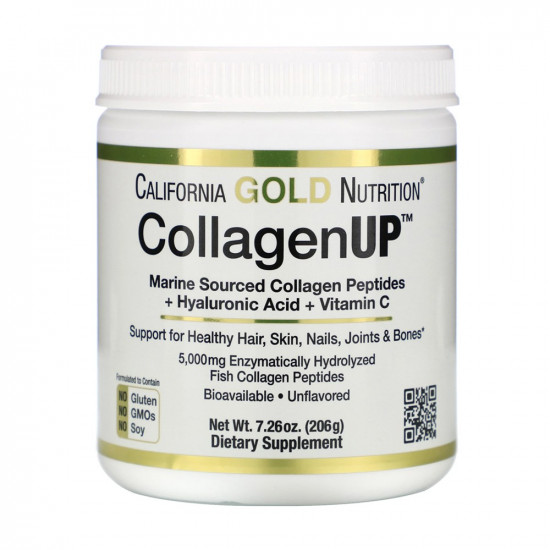 CALIFORNIA GOLD NUTRITION®
CollagenUP™
Marine Sourced Collagen Peptides
+ Hyaluronic Acid + Vitamin C
Support for Healthy Hair, Skin, Nails, Joints & Bones*
5,000mg Enzymatically Hydrolyzed
Fish Collagen Peptides
Bioavailable • Unflavored
Formulated to Contain
NO Gluten
NO GMOs
NO Soy
Net Wt. 7.26oz. (206g)
Dietary Supplement